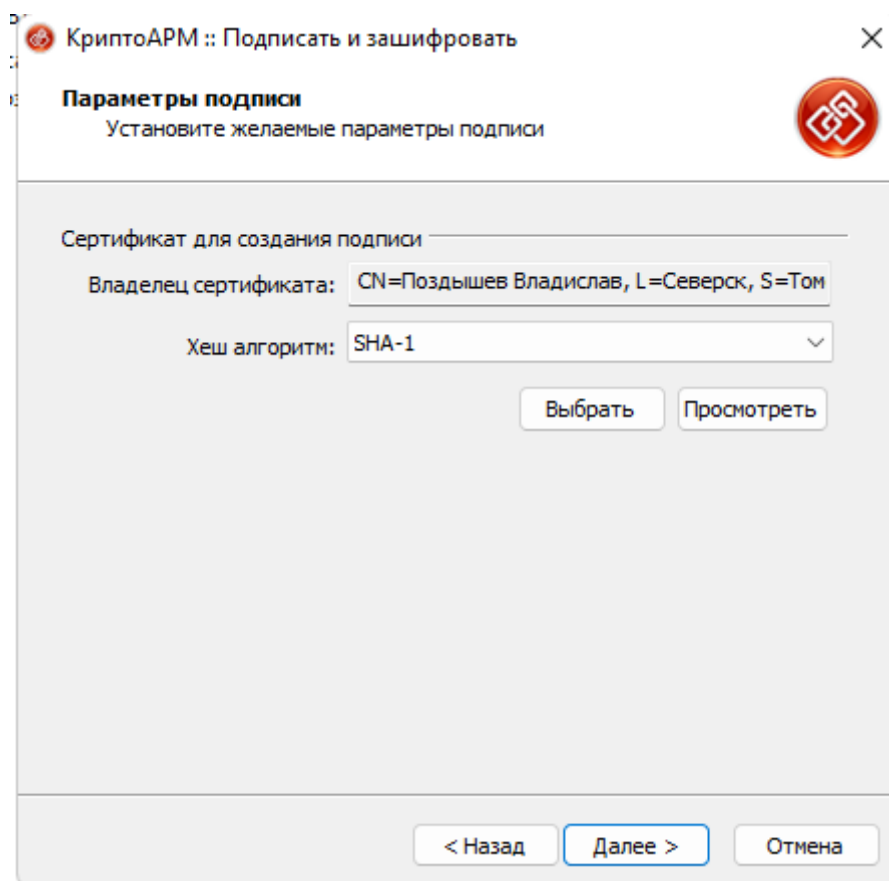 КриптоАРМ :: Подписать и зашифровать
Параметры подписи
Установите желаемые параметры подписи
Сертификат для создания подписи
Владелец сертификата: CN=Поздышев Владислав, L=Северск, S=Том
Хеш алгоритм: SHA-1
Выбрать Просмотреть
< Назад Далее > Отмена